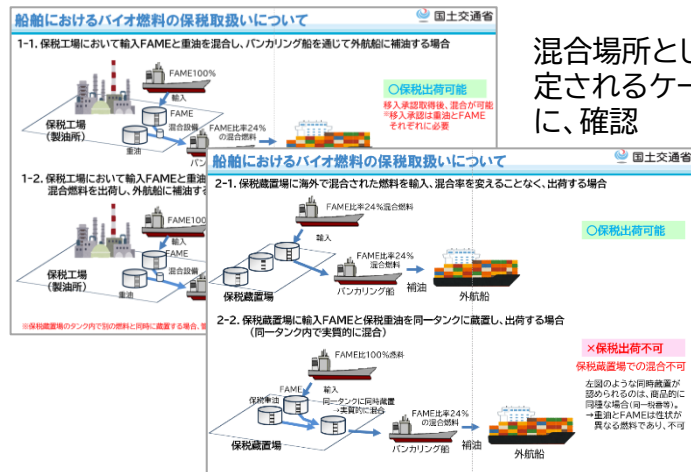 船舶におけるバイオ燃料の保税取扱いについて
国土交通省
1-1. 保税工場において輸入FAMEと重油を混合し、バンカリング船を通じて外航船に補油する場合
FAME100%
輸入
FAME
混合設備
FAME比率24%
の混合燃料
重油
保税工場
(製油所)
○保税出荷可能
移入承認取得後、混合が可能
※移入承認は重油とFAME
それぞれに必要
混合場所とし
定されるケー
に、確認
1-2. 保税工場において輸入FAMEと重油
混合燃料を出荷し、外航船に補油する
FAME100
輸入
FAME
混合設備
重油
保税工場
(製油所)
※保税蔵置場のタンク内で別の燃料と同時に蔵置する場合、
船舶におけるバイオ燃料の保税取扱いについて
国土交通省
2-1. 保税蔵置場に海外で混合された燃料を輸入、混合率を変えることなく、出荷する場合
FAME比率24%混合燃料
輸入
FAME比率24%
混合燃料
保税蔵置場
バンカリング船
補油
外航船
○保税出荷可能
2-2. 保税蔵置場に輸入FAMEと保税重油を同一タンクに蔵置し、出荷する場合
(同一タンク内で実質的に混合)
FAME比100%燃料
輸入
FAME
保税重油
同一タンクに同時蔵置
→実質的に混合
FAME比率24%
の混合燃料
保税蔵置場
バンカリング船
補油
外航船
×保税出荷不可
保税蔵置場での混合不可
左図のような同時蔵置が
認められるのは、商品的に
同種な場合(同一税番等)。
→重油とFAMEは性状が
異なる燃料であり、不可